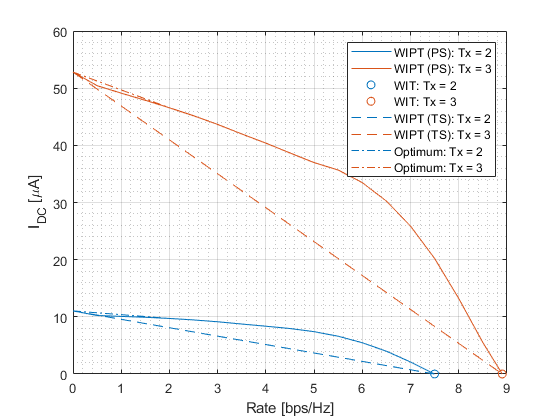 60
50
40
30
20
10
0
I_DC [μA]
0 1 2 3 4 5 6 7 8 9
Rate [bps/Hz]
WIPT (PS): Tx = 2
WIPT (PS): Tx = 3
WIT: Tx = 2
WIT: Tx = 3
WIPT (TS): Tx = 2
WIPT (TS): Tx = 3
Optimum: Tx = 2
Optimum: Tx = 3